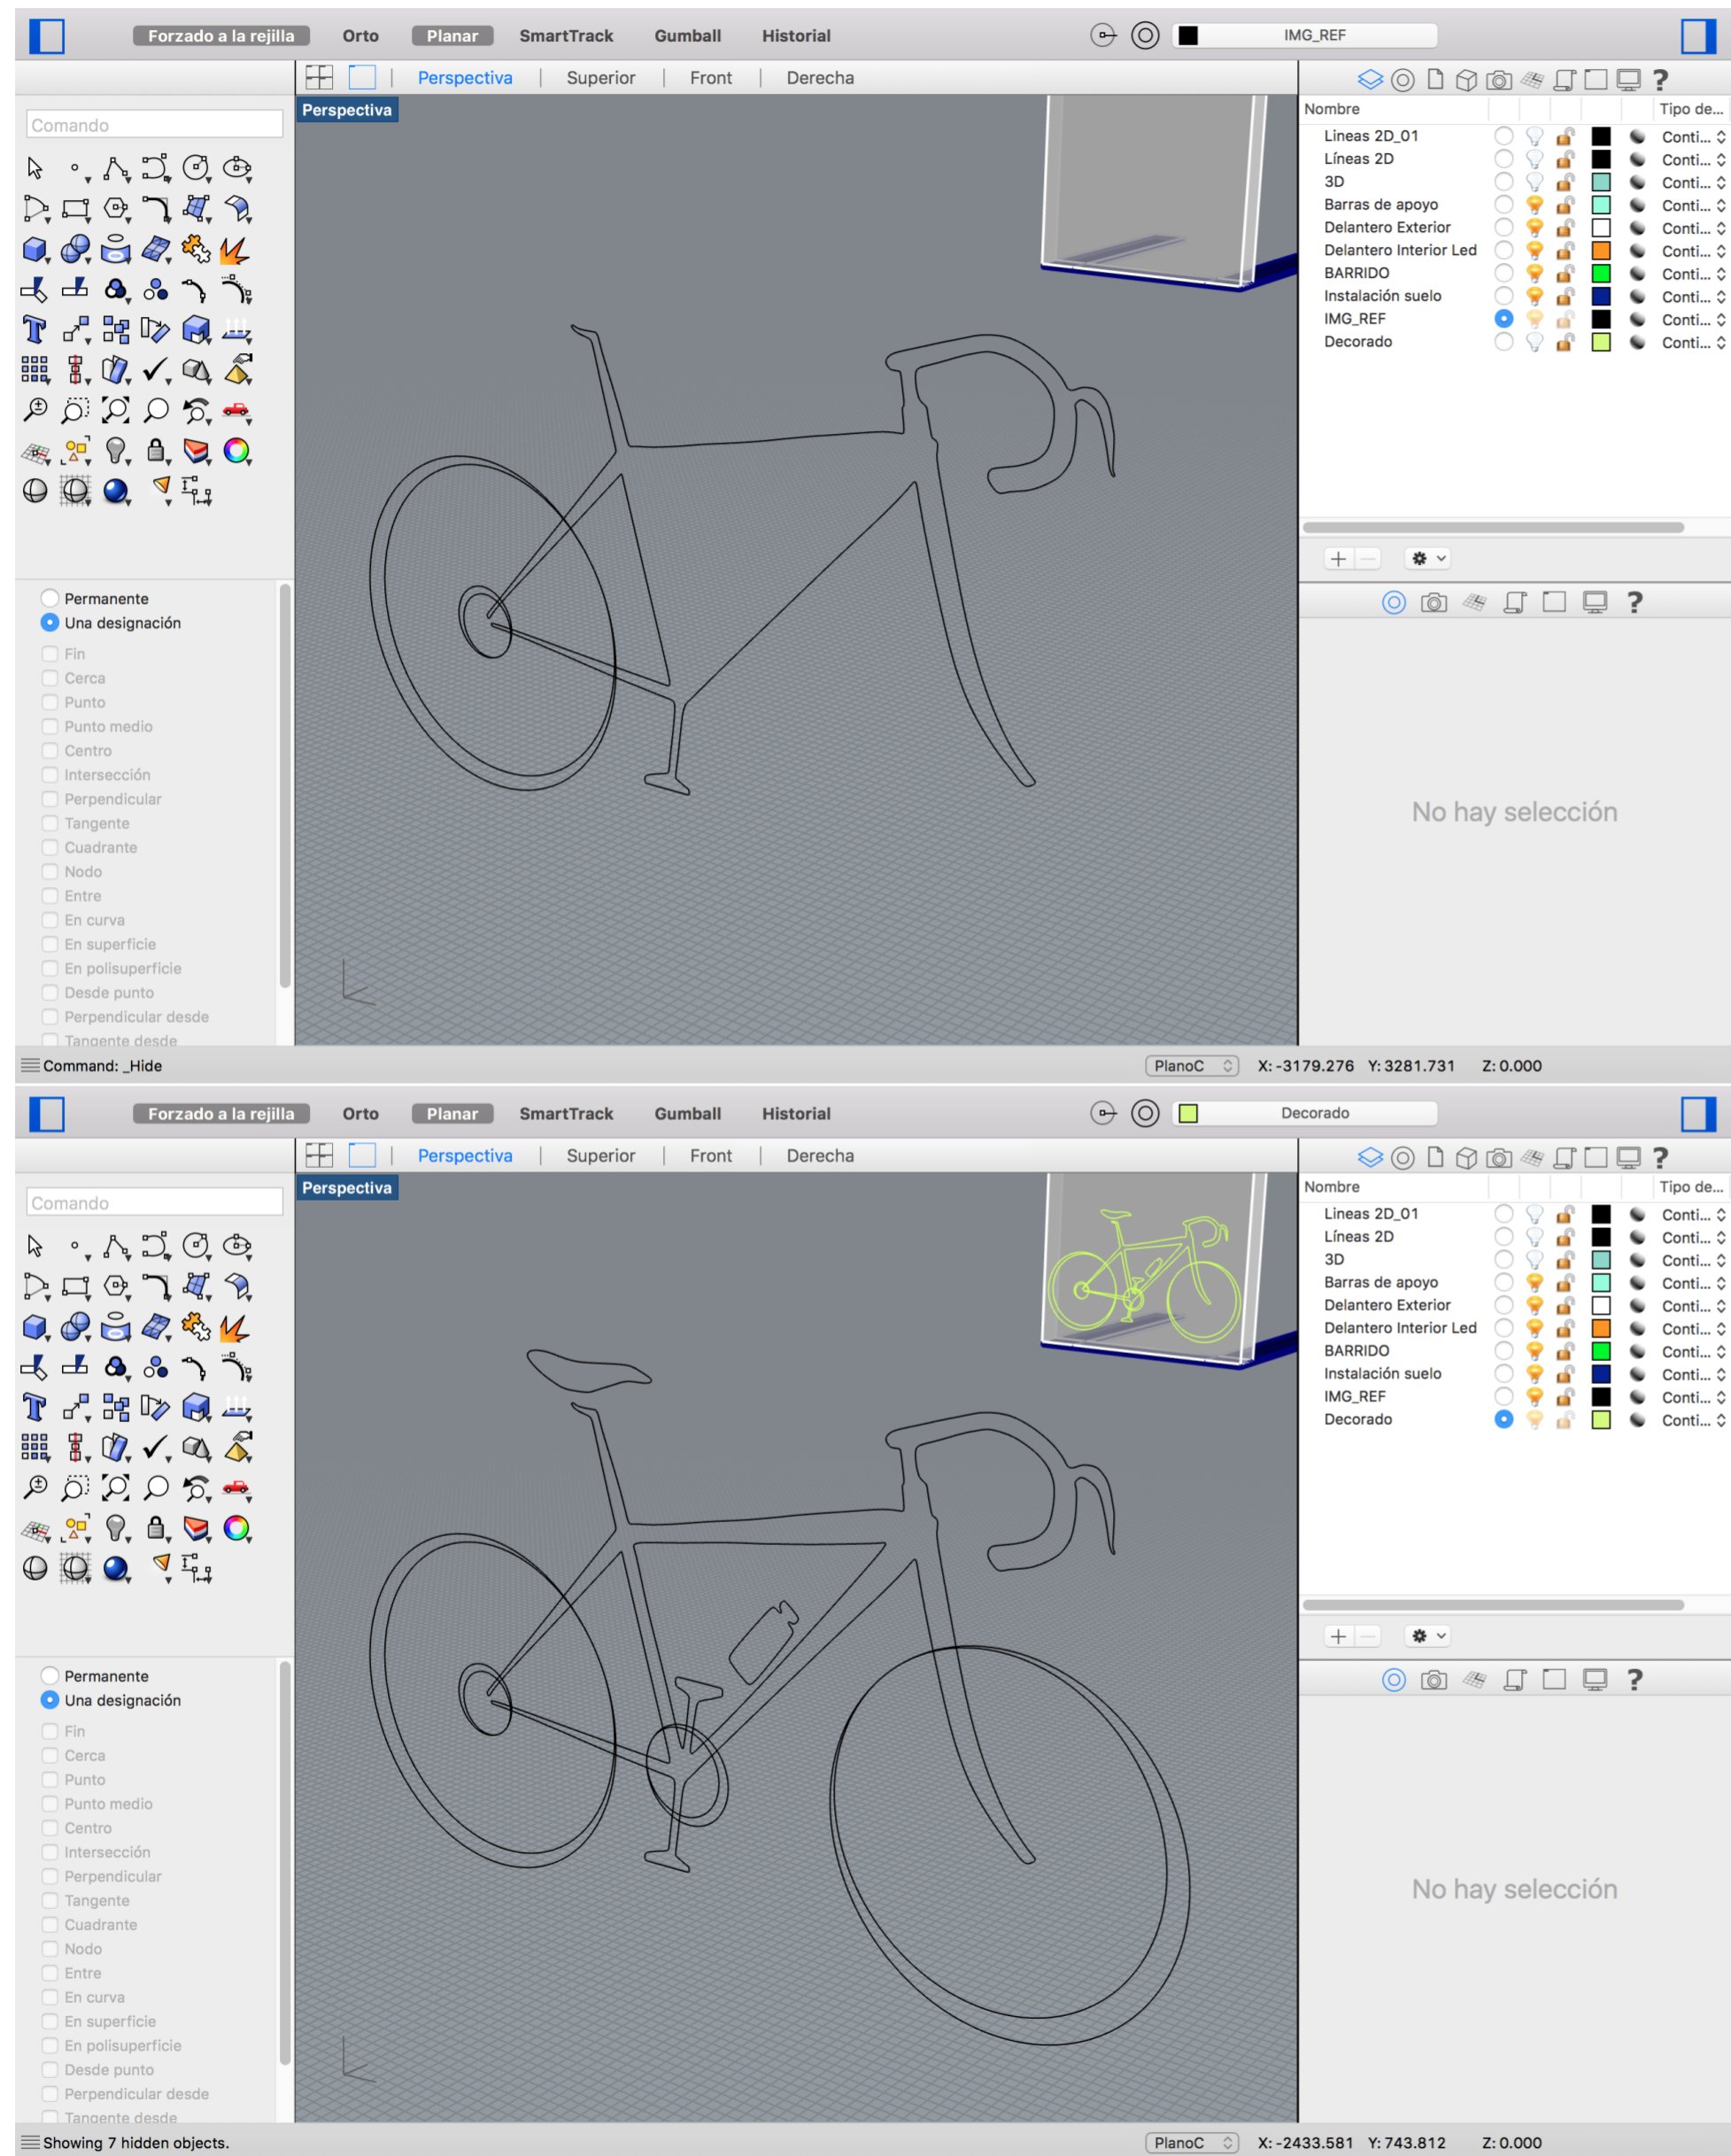 Forzado a la rejilla Orto Planar SmartTrack Gumball Historial IMG_REF
Perspectiva Superior Front Derecha
Perspectiva
Comando
Nombre Tipo de...
Lineas 2D_01 Conti...
Líneas 2D Conti...
3D Conti...
Barras de apoyo Conti...
Delantero Exterior Conti...
Delantero Interior Led Conti...
BARRIDO Conti...
Instalación suelo Conti...
IMG_REF Conti...
Decorado Conti...
Permanente
Una designación
Fin
Cerca
Punto
Punto medio
Centro
Intersección
Perpendicular
Tangente
Cuadrante
Nodo
Entre
En curva
En superficie
En polisuperficie
Desde punto
Perpendicular desde
Tangente desde
No hay selección
Command: _Hide PlanoC X: -3179.276 Y: 3281.731 Z: 0.000
Forzado a la rejilla Orto Planar SmartTrack Gumball Historial Decorado
Perspectiva Superior Front Derecha
Perspectiva
Comando
Nombre Tipo de...
Lineas 2D_01 Conti...
Líneas 2D Conti...
3D Conti...
Barras de apoyo Conti...
Delantero Exterior Conti...
Delantero Interior Led Conti...
BARRIDO Conti...
Instalación suelo Conti...
IMG_REF Conti...
Decorado Conti...
Permanente
Una designación
Fin
Cerca
Punto
Punto medio
Centro
Intersección
Perpendicular
Tangente
Cuadrante
Nodo
Entre
En curva
En superficie
En polisuperficie
Desde punto
Perpendicular desde
Tangente desde
No hay selección
Showing 7 hidden objects. PlanoC X: -2433.581 Y: 743.812 Z: 0.000